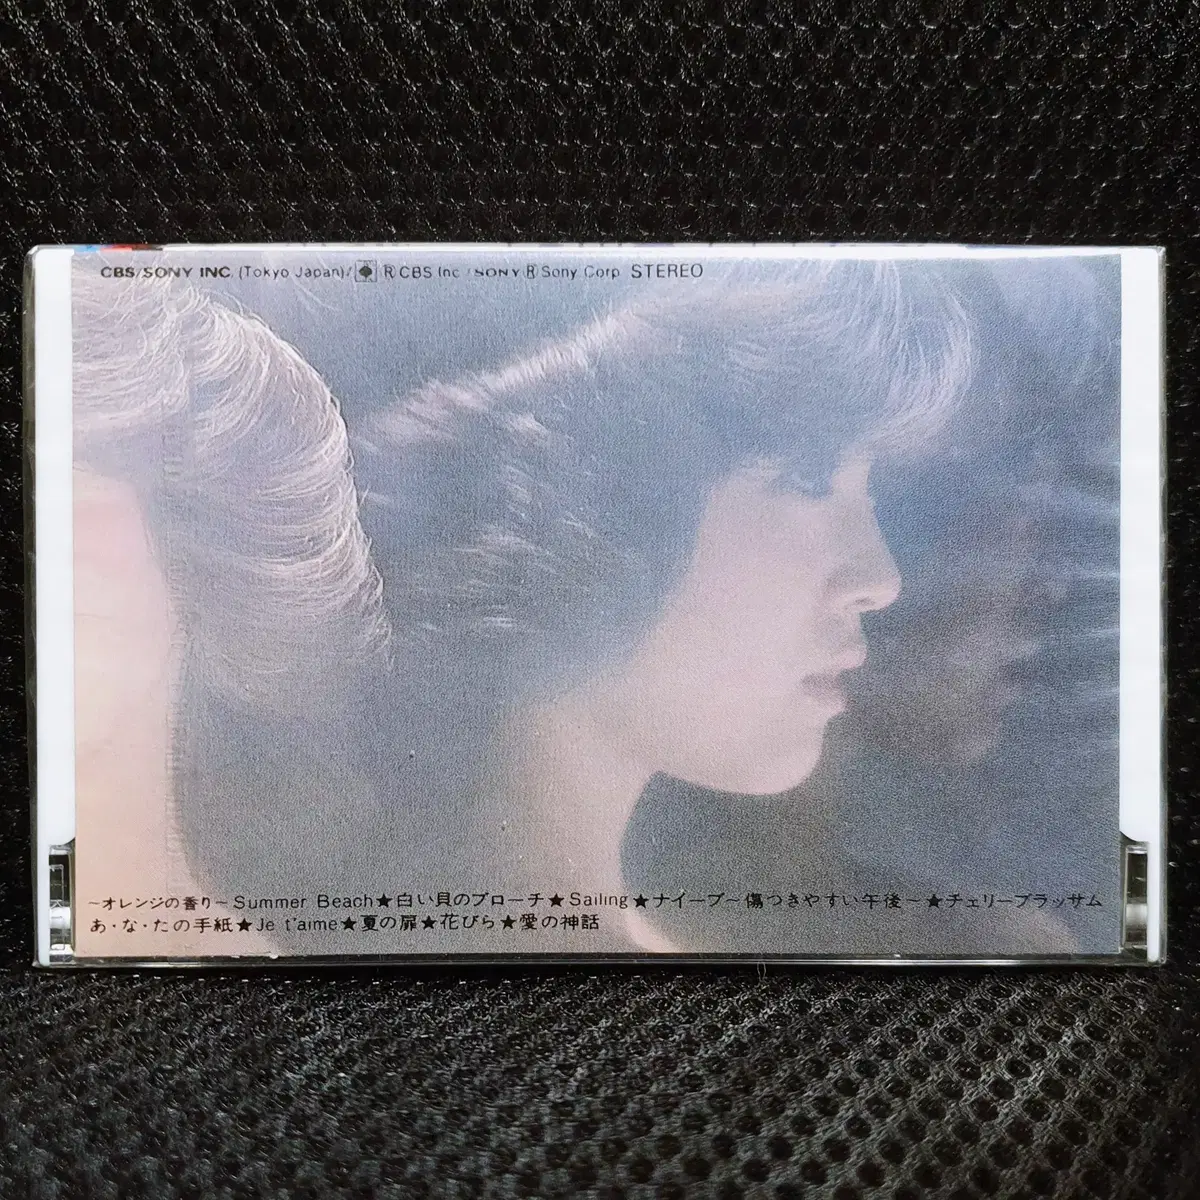 CBS/SONY INC. (Tokyo Japan)/ ® CBS Inc. / SONY ® Sony Corp. STEREO
~オレンジの香り~Summer Beach★白い貝のブローチ★Sailing★ナイーブ~傷つきやすい午後~★チェリーブラッサム
あ・な・たの手紙★Je t'aime★夏の扉★花びら★愛の神話